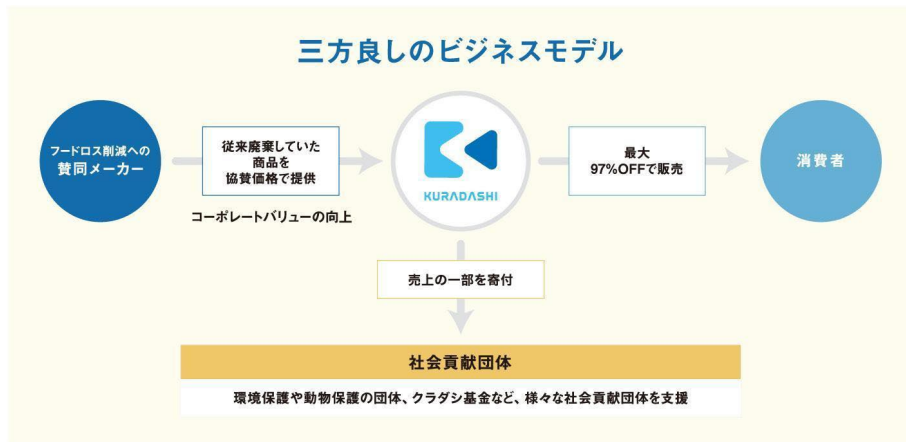 三方良しのビジネスモデル
フードロス削減への
賛同メーカー
従来廃棄していた
商品を
協賛価格で提供
コーポレートバリューの向上
KURADASHI
最大
97%OFFで販売
消費者
売上の一部を寄付
社会貢献団体
環境保護や動物保護の団体、クラダシ基金など、様々な社会貢献団体を支援